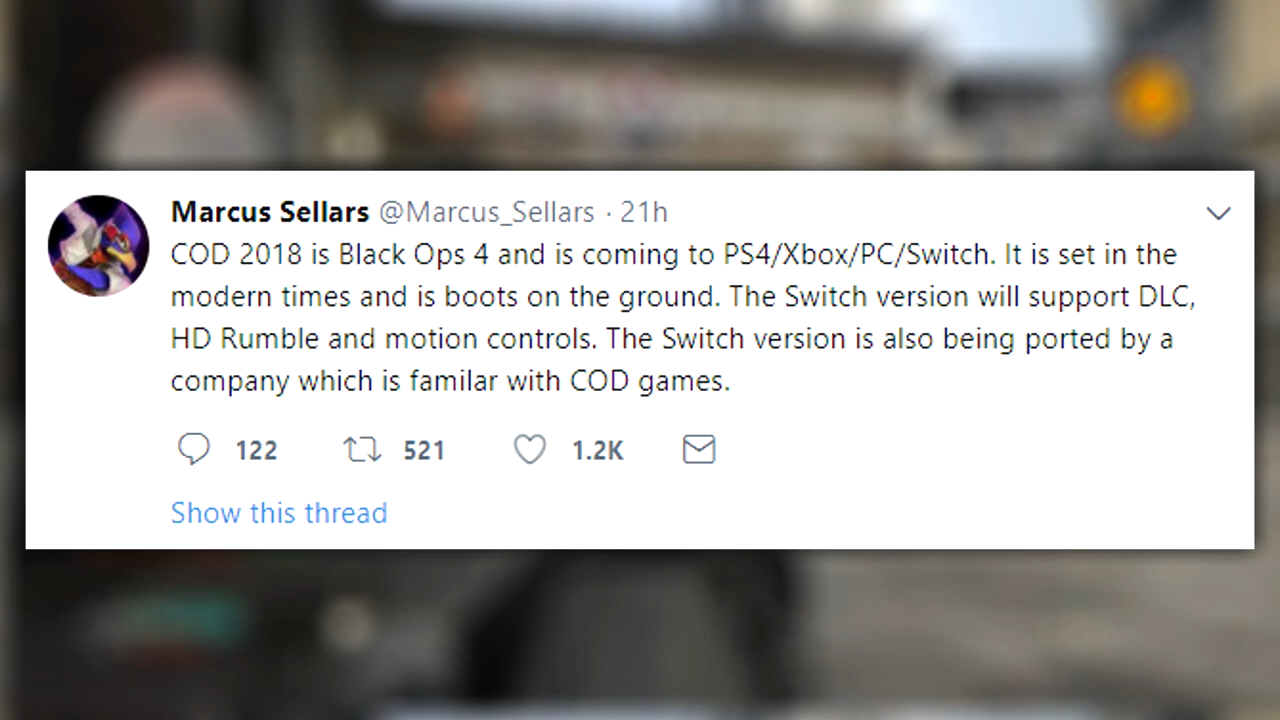 Marcus Sellars @Marcus_Sellars · 21h
COD 2018 is Black Ops 4 and is coming to PS4/Xbox/PC/Switch. It is set in the
modern times and is boots on the ground. The Switch version will support DLC,
HD Rumble and motion controls. The Switch version is also being ported by a
company which is familar with COD games.
122 521 1.2K
Show this thread